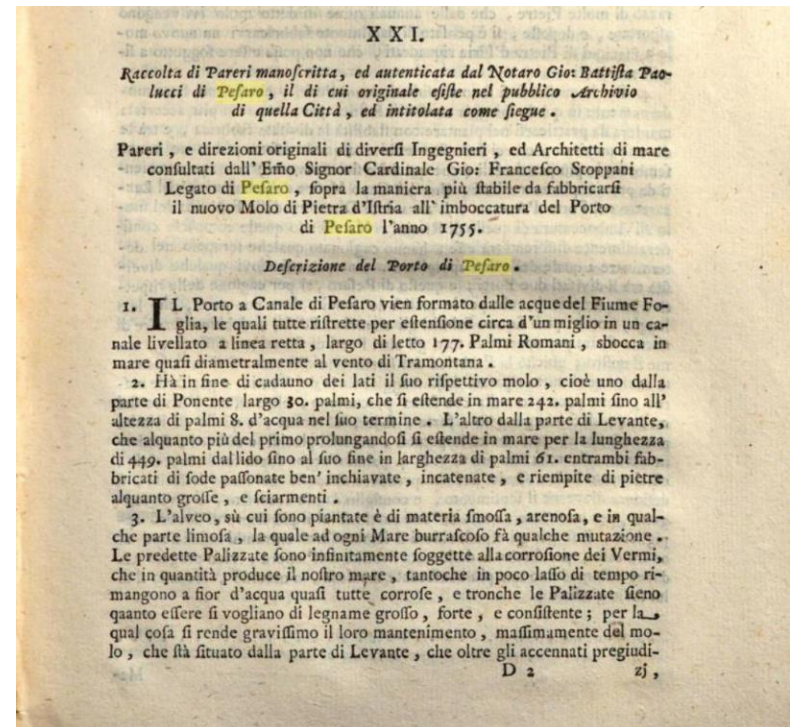 XXI.
Raccolta di Pareri manoſcritta, ed autenticata dal Notaro Gio: Battiſta Pao-
lucci di Peſaro, il di cui originale eſiſte nel pubblico Archivio
di quella Città, ed intitolata come ſiegue.
Pareri, e direzioni originali di diverſi Ingegnieri, ed Architetti di mare
conſultati dall' Em̃o Signor Cardinale Gio: Franceſco Stoppani
Legato di Peſaro, ſopra la maniera più ſtabile da fabbricarſi
il nuovo Molo di Pietra d'Iſtria all' imboccatura del Porto
di Peſaro l'anno 1755.
Deſcrizione del Porto di Peſaro.
1. IL Porto a Canale di Peſaro vien formato dalle acque del Fiume Fo-
glia, le quali tutte riſtrette per eſtenſione circa d'un miglio in un ca-
nale livellato a linea retta, largo di letto 177. Palmi Romani, sbocca in
mare quaſi diametralmente al vento di Tramontana.
2. Hà in fine di cadauno dei lati il ſuo riſpettivo molo, cioè uno dalla
parte di Ponente largo 30. palmi, che ſi eſtende in mare 242. palmi ſino all'
altezza di palmi 8. d'acqua nel ſuo termine. L'altro dalla parte di Levante,
che alquanto più del primo prolungandoſi ſi eſtende in mare per la lunghezza
di 449. palmi dal lido ſino al ſuo fine in larghezza di palmi 61. entrambi fab-
bricati di ſode paſſonate ben' inchiavate, incatenate, e riempite di pietre
alquanto groſſe, e ſciarmenti.
3. L'alveo, sù cui ſono piantate è di materia ſmoſſa, arenoſa, e in qual-
che parte limoſa, la quale ad ogni Mare burraſcoſo fà qualche mutazione.
Le predette Palizzate ſono infinitamente ſoggette alla corroſione dei Vermi,
che in quantità produce il noſtro mare, tantoche in poco laſſo di tempo ri-
mangono a fior d'acqua quaſi tutte corroſe, e tronche le Palizzate ſieno
qaanto eſſere ſi vogliano di legname groſſo, forte, e conſiſtente; per la
qual coſa ſi rende graviſſimo il loro mantenimento, maſſimamente del mo-
lo, che ſtà ſituato dalla parte di Levante, che oltre gli accennati pregiudi-
D 2 zj,